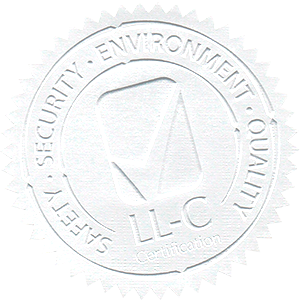 SAFETY · SECURITY · ENVIRONMENT · QUALITY
LL-C
Certification